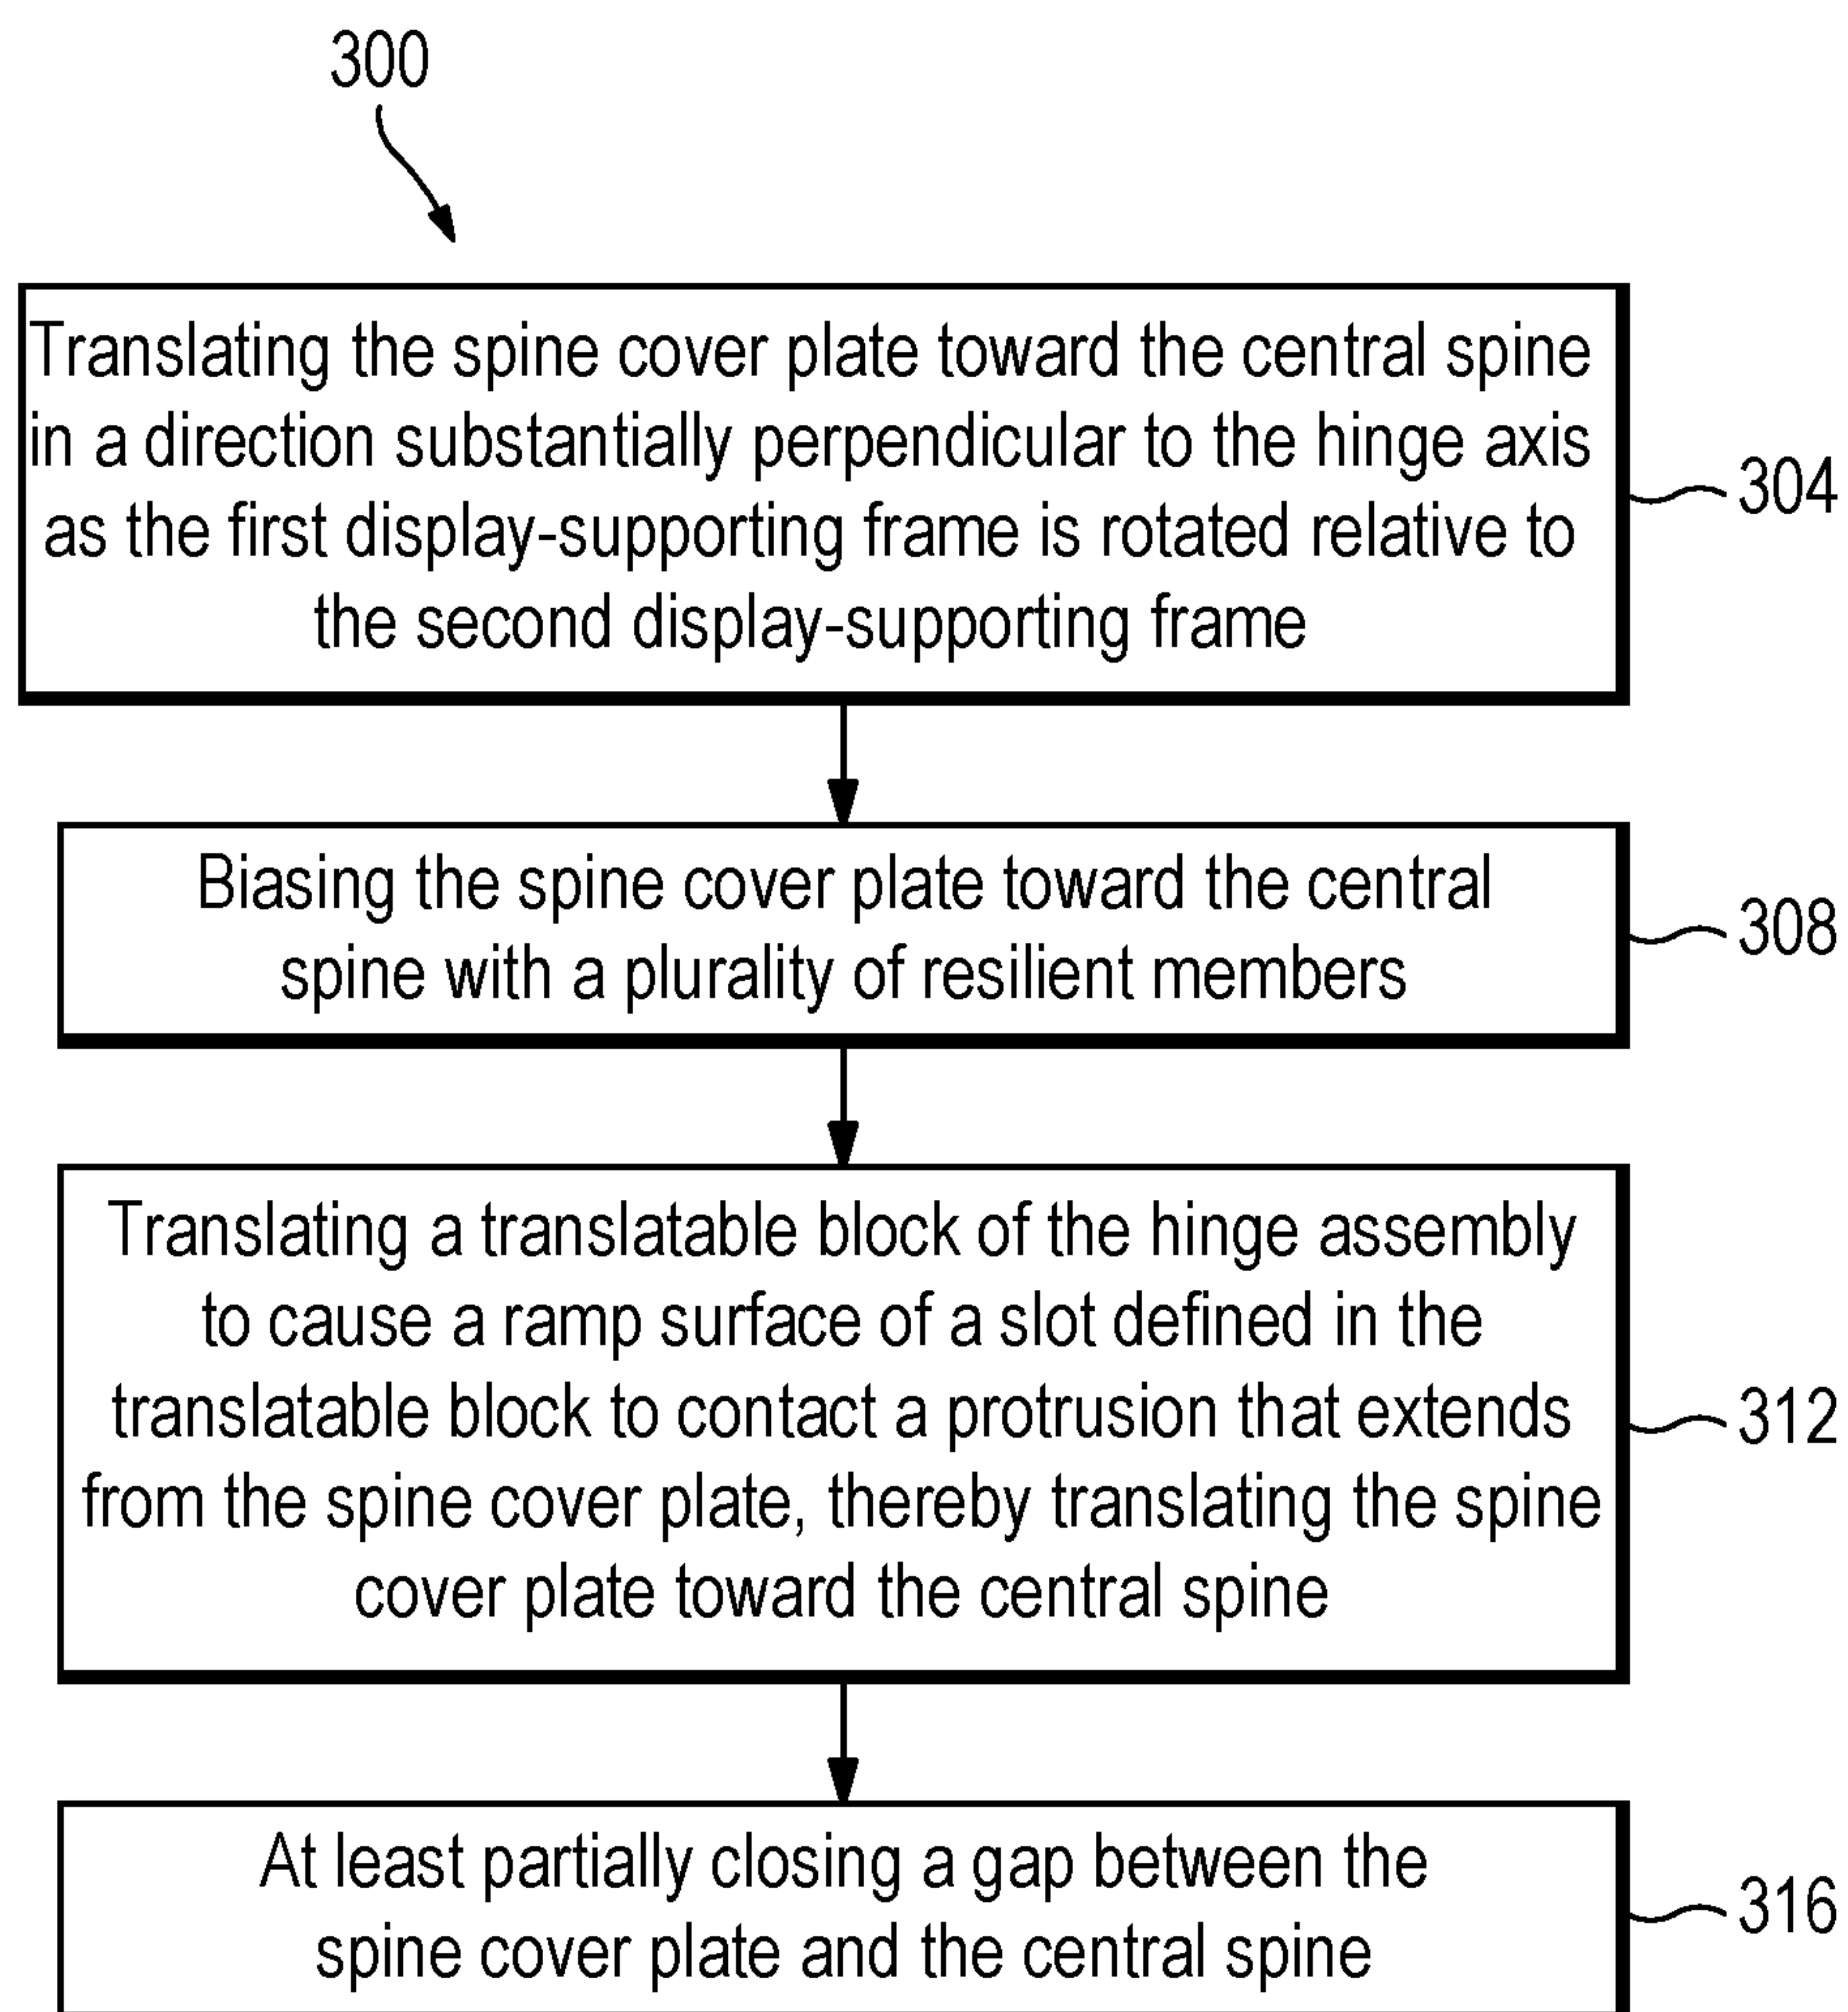 300
Translating the spine cover plate toward the central spine
in a direction substantially perpendicular to the hinge axis
as the first display-supporting frame is rotated relative to
the second display-supporting frame
304
Biasing the spine cover plate toward the central
spine with a plurality of resilient members
308
Translating a translatable block of the hinge assembly
to cause a ramp surface of a slot defined in the
translatable block to contact a protrusion that extends
from the spine cover plate, thereby translating the spine
cover plate toward the central spine
312
At least partially closing a gap between the
spine cover plate and the central spine
316